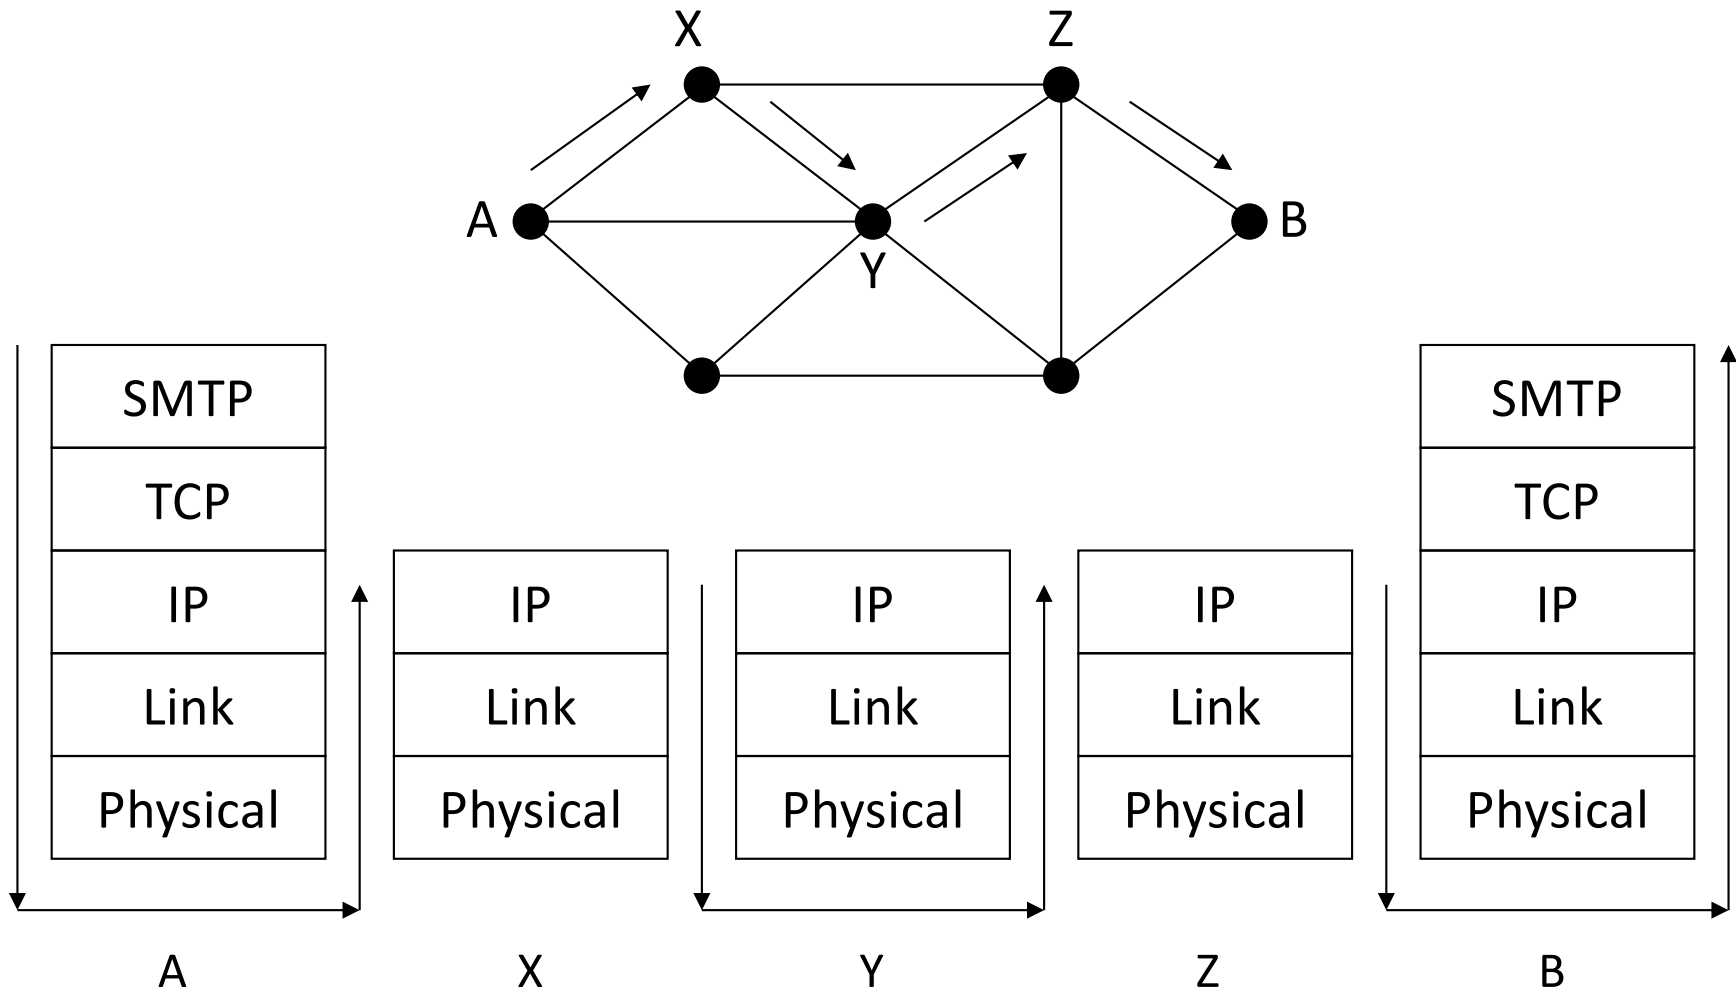 X
Z
A
B
Y
SMTP
TCP
IP
Link
Physical
IP
Link
Physical
IP
Link
Physical
IP
Link
Physical
SMTP
TCP
IP
Link
Physical
A
X
Y
Z
B